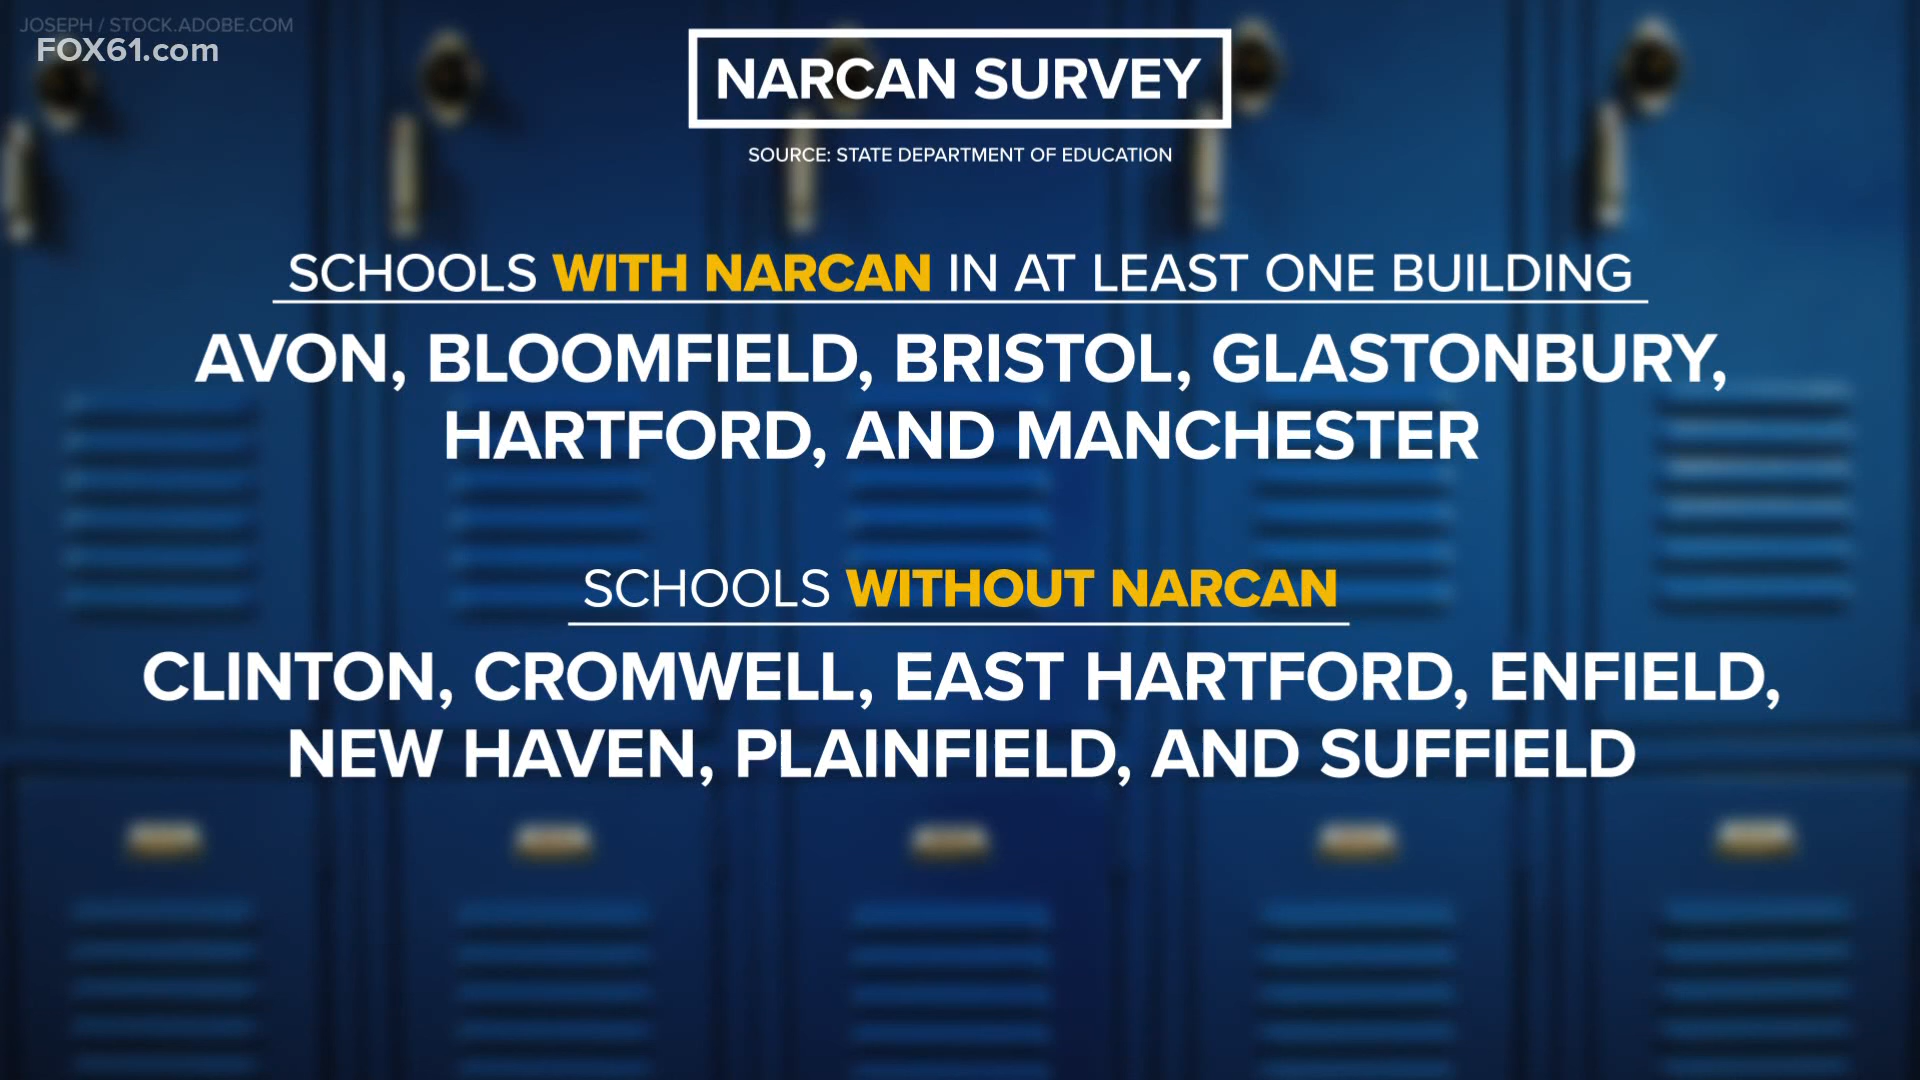 JOSEPH / STOCK.ADOBE.COM
FOX61.com
NARCAN SURVEY
SOURCE: STATE DEPARTMENT OF EDUCATION
SCHOOLS WITH NARCAN IN AT LEAST ONE BUILDING
AVON, BLOOMFIELD, BRISTOL, GLASTONBURY,
HARTFORD, AND MANCHESTER
SCHOOLS WITHOUT NARCAN
CLINTON, CROMWELL, EAST HARTFORD, ENFIELD,
NEW HAVEN, PLAINFIELD, AND SUFFIELD